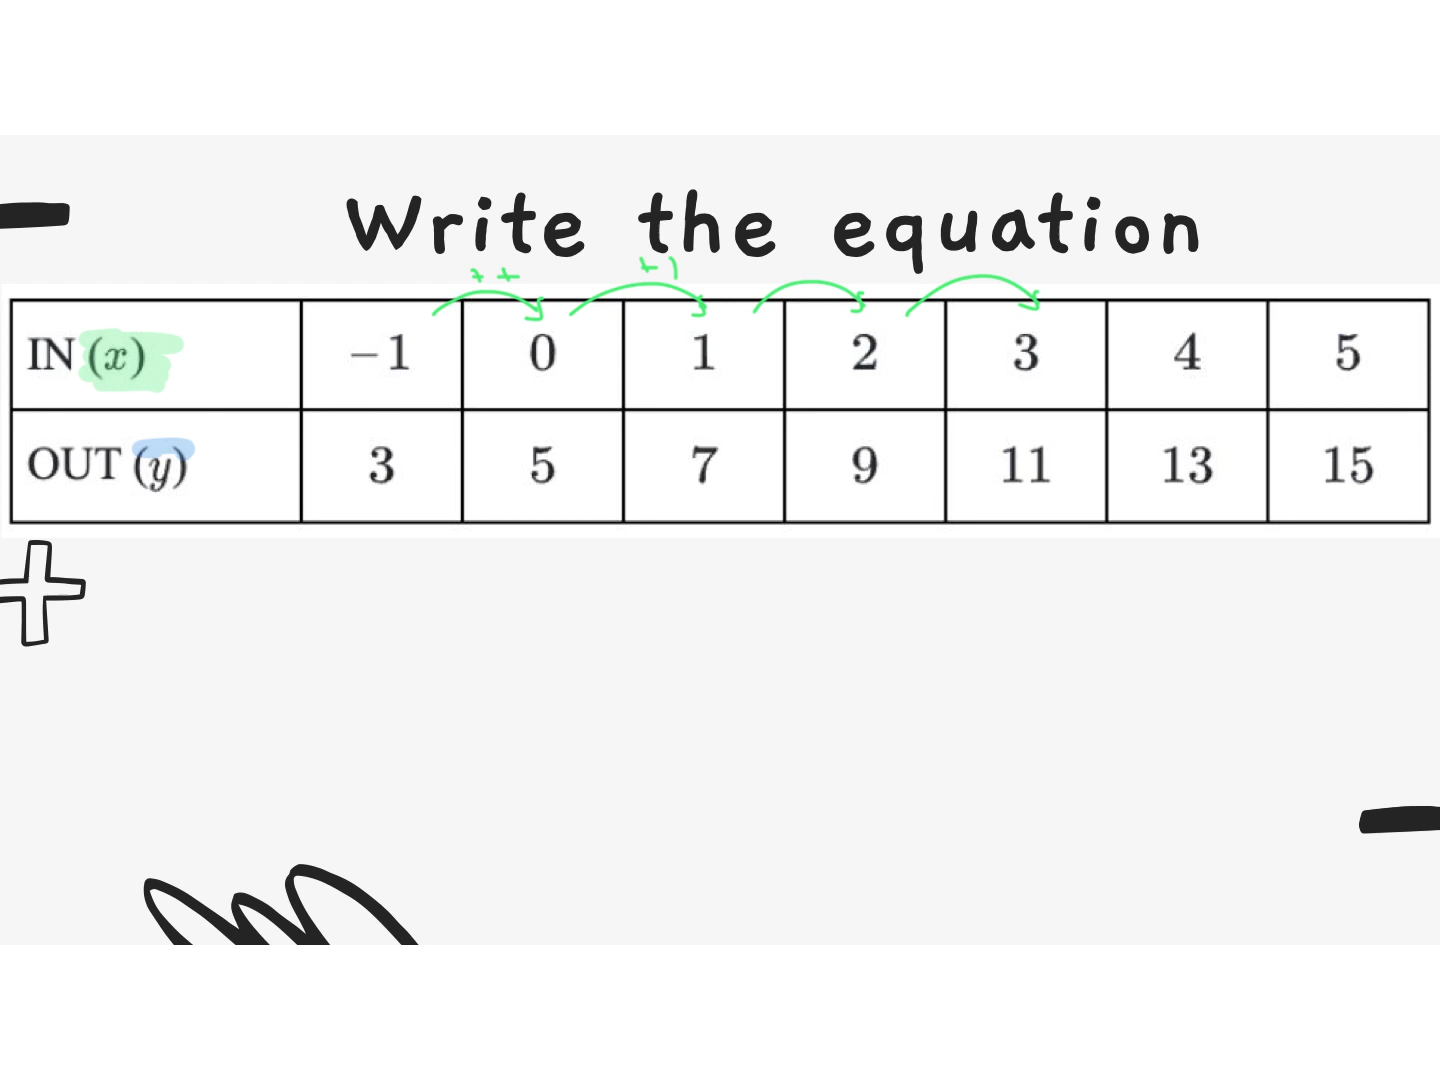 Write the equation
+1
IN (x) −1 0 1 2 3 4 5
OUT (y) 3 5 7 9 11 13 15